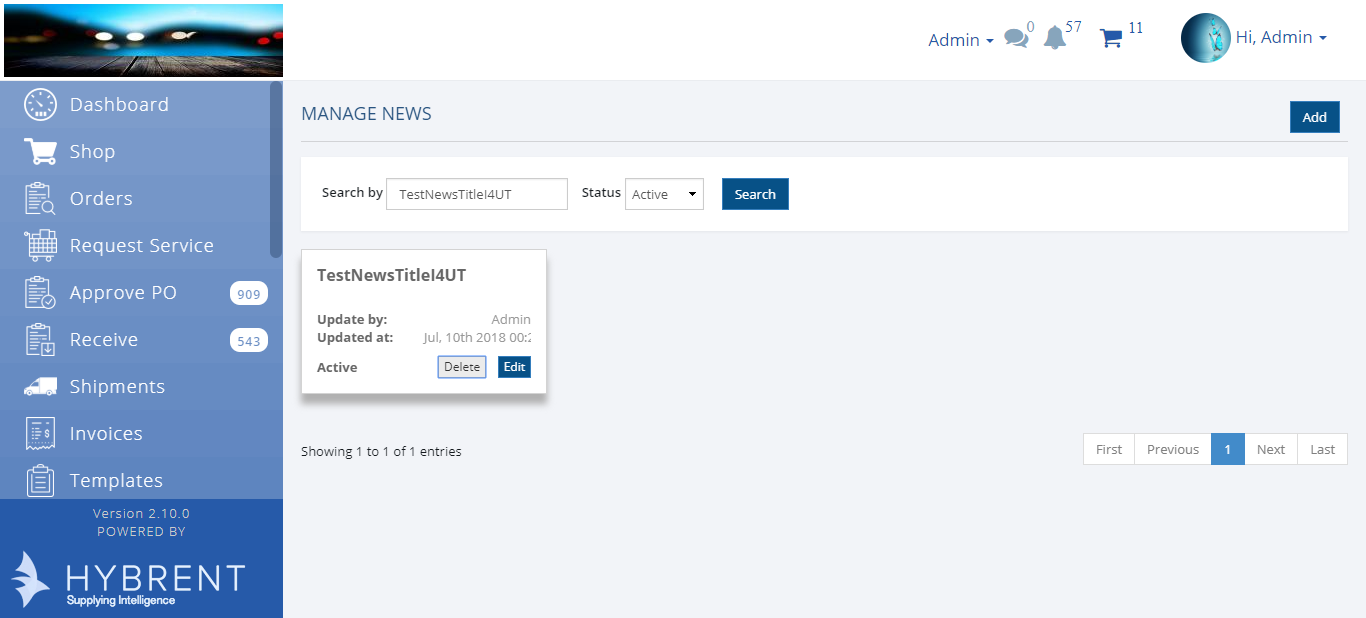 Admin
0
57
11
Hi, Admin
Dashboard
Shop
Orders
Request Service
Approve PO 909
Receive 543
Shipments
Invoices
Templates
Version 2.10.0
POWERED BY
HYBRENT
Supplying Intelligence
MANAGE NEWS
Add
Search by TestNewsTitleI4UT Status Active Search
TestNewsTitleI4UT
Update by: Admin
Updated at: Jul, 10th 2018 00:2
Active Delete Edit
Showing 1 to 1 of 1 entries
First Previous 1 Next Last